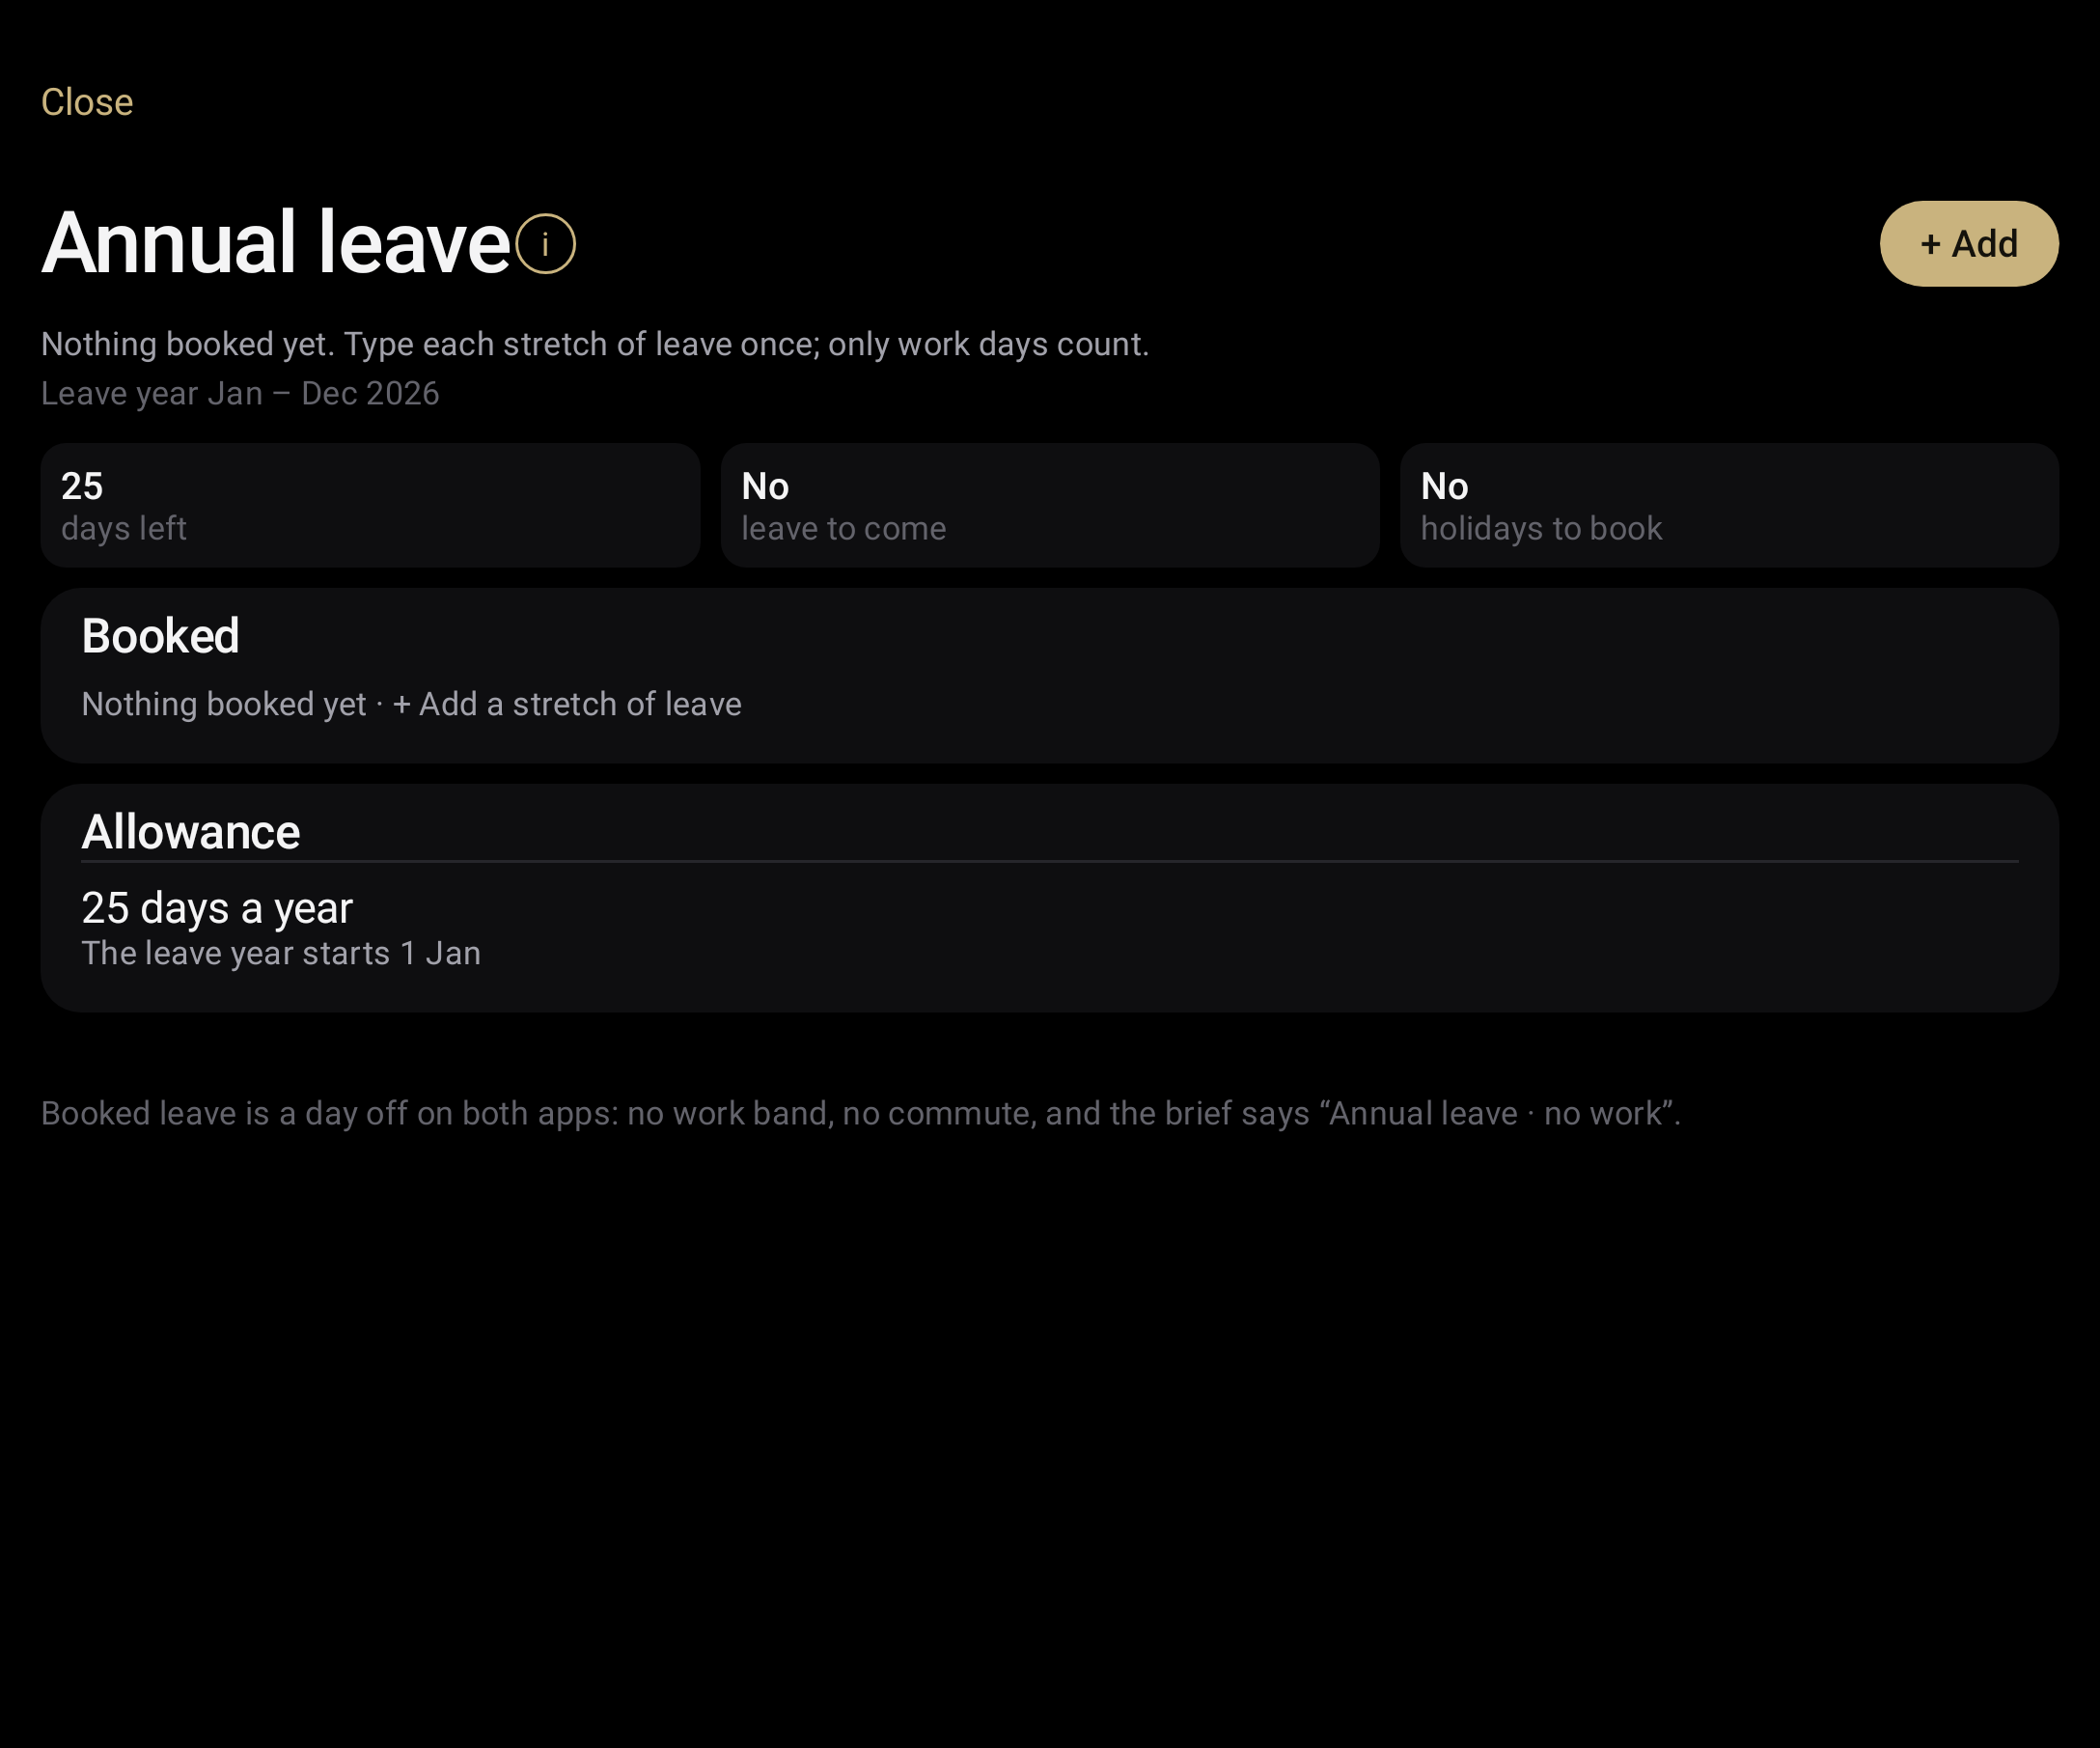 Close
Annual leave
i
+ Add
Nothing booked yet. Type each stretch of leave once; only work days count.
Leave year Jan – Dec 2026
25
days left
No
leave to come
No
holidays to book
Booked
Nothing booked yet · + Add a stretch of leave
Allowance
25 days a year
The leave year starts 1 Jan
Booked leave is a day off on both apps: no work band, no commute, and the brief says “Annual leave · no work”.